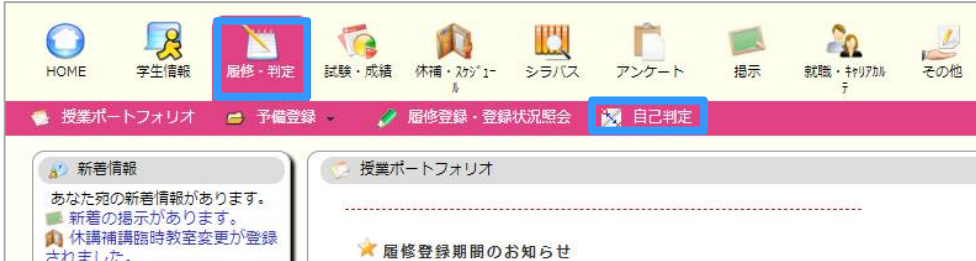 HOME 学生情報 履修・判定 試験・成績 休補・ｽｹｼﾞｭｰﾙ シラバス アンケート 掲示 就職・ｷｬﾘｱｶﾙﾃ その他
授業ポートフォリオ 予備登録 履修登録・登録状況照会 自己判定
新着情報
あなた宛の新着情報があります。
新着の掲示があります。
休講補講臨時教室変更が登録
されました。
授業ポートフォリオ
履修登録期間のお知らせ